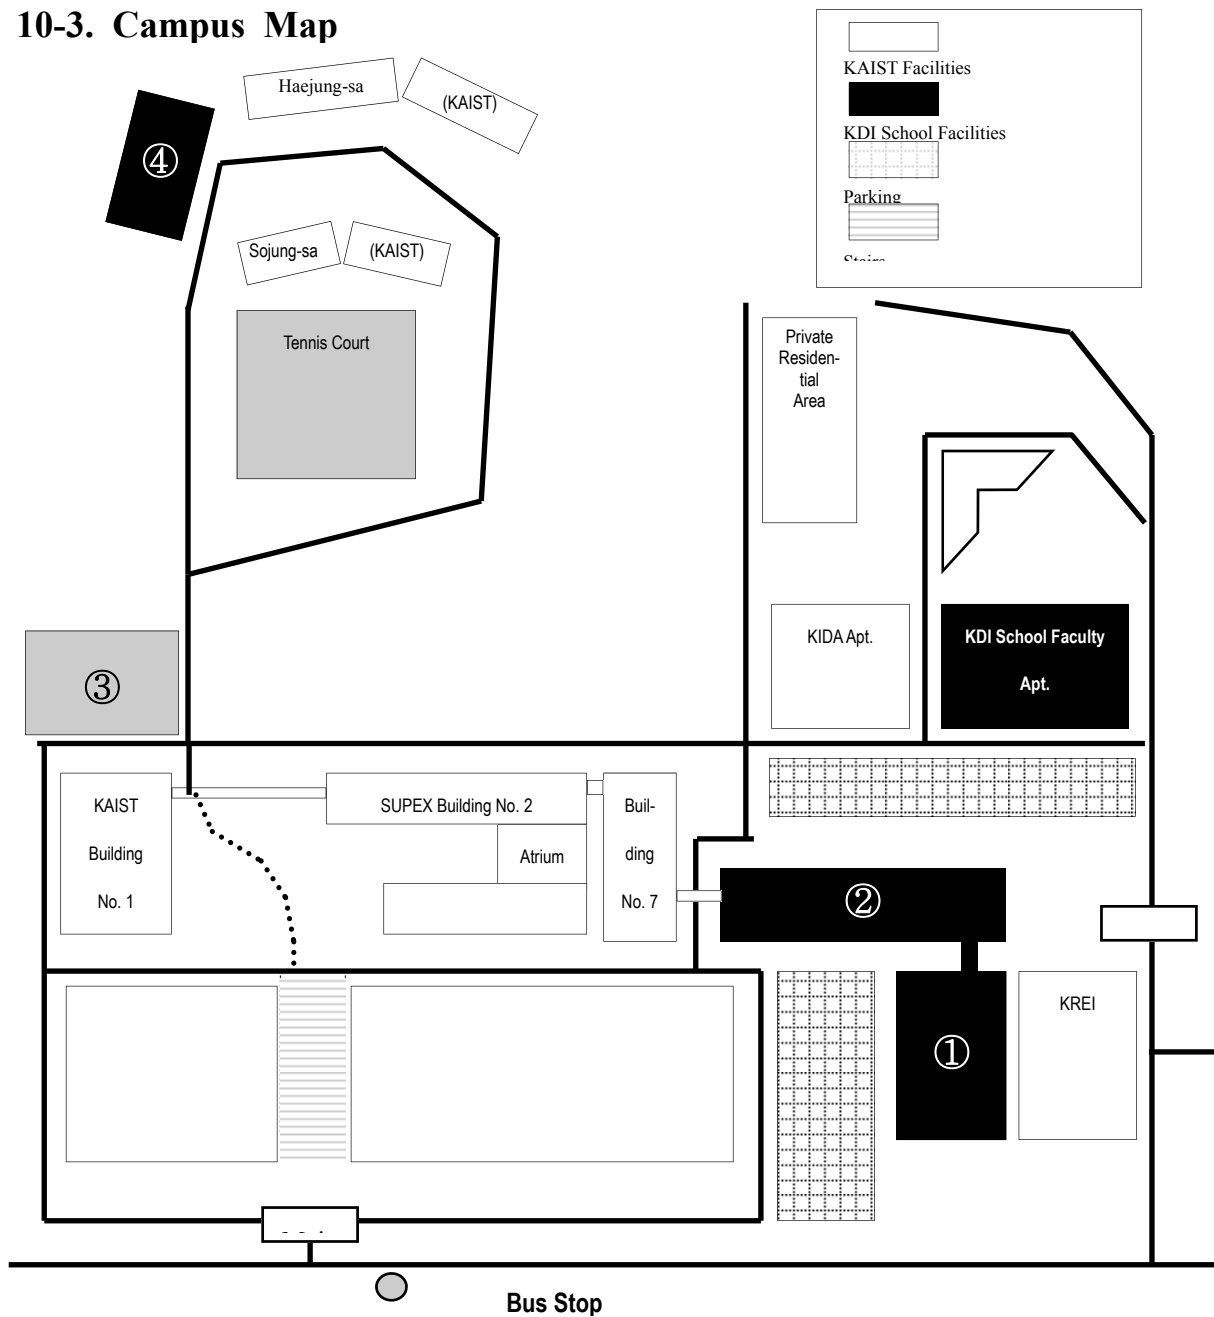 10-3. Campus Map
KAIST Facilities
KDI School Facilities
Parking
Haejung-sa
(KAIST)
④
Sojung-sa
(KAIST)
Tennis Court
Private
Residen-
tial
Area
③
KIDA Apt.
KDI School Faculty
Apt.
KAIST
Building
No. 1
SUPEX Building No. 2
Atrium
Buil-
ding
No. 7
②
①
KREI
Bus Stop